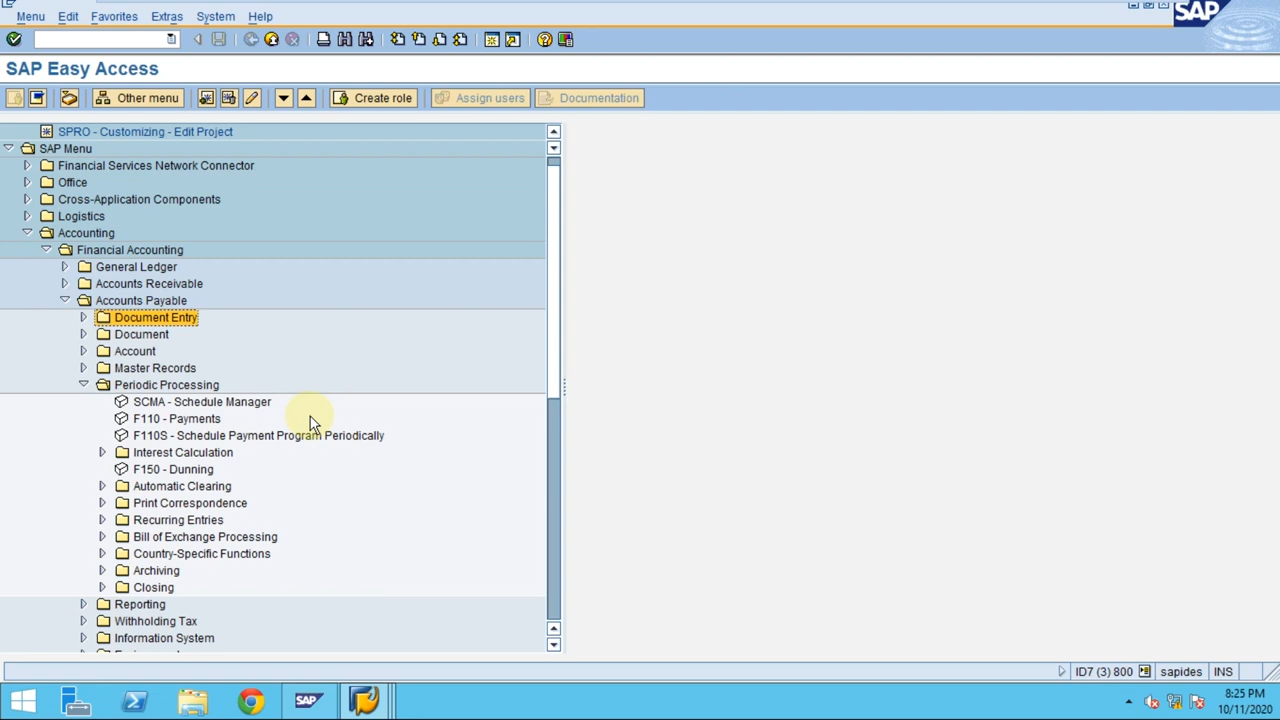 Menu Edit Favorites Extras System Help
SAP
SAP Easy Access
Other menu Create role Assign users Documentation
SPRO - Customizing - Edit Project
SAP Menu
Financial Services Network Connector
Office
Cross-Application Components
Logistics
Accounting
Financial Accounting
General Ledger
Accounts Receivable
Accounts Payable
Document Entry
Document
Account
Master Records
Periodic Processing
SCMA - Schedule Manager
F110 - Payments
F110S - Schedule Payment Program Periodically
Interest Calculation
F150 - Dunning
Automatic Clearing
Print Correspondence
Recurring Entries
Bill of Exchange Processing
Country-Specific Functions
Archiving
Closing
Reporting
Withholding Tax
Information System
ID7 (3) 800 sapides INS
SAP
8:25 PM
10/11/2020